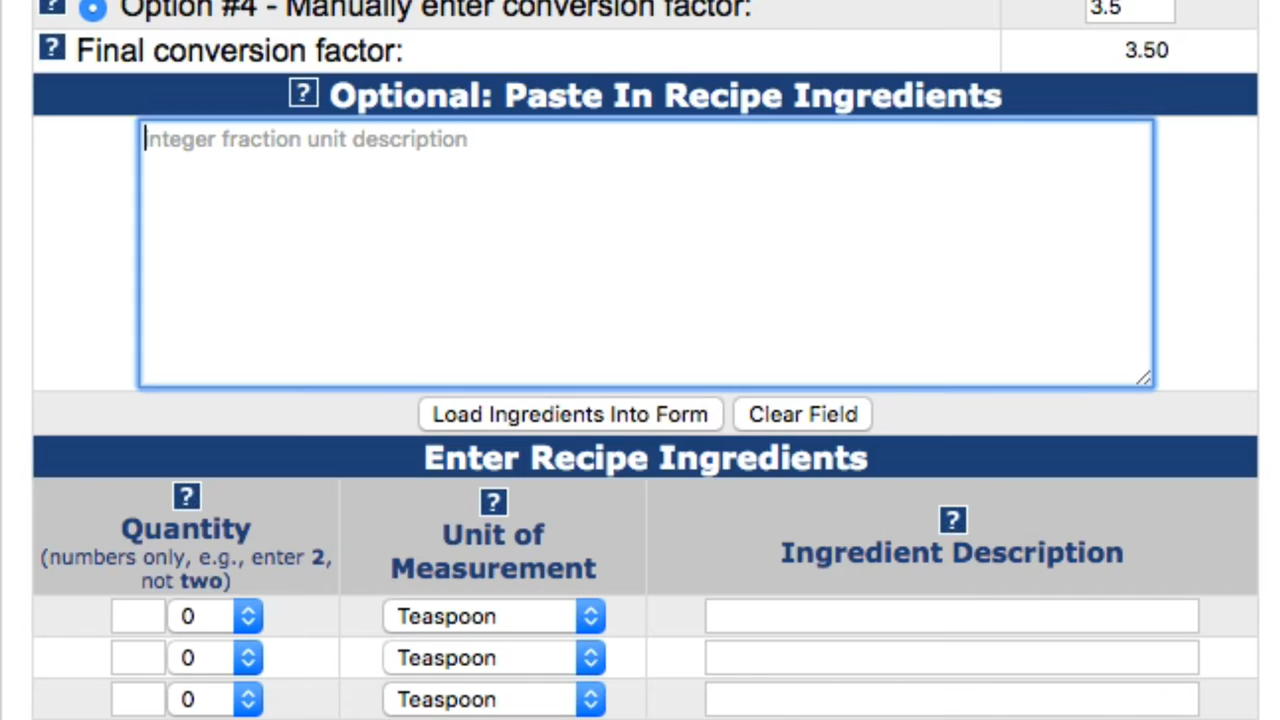 ? Option #4 - Manually enter conversion factor: 3.5
? Final conversion factor: 3.50
? Optional: Paste In Recipe Ingredients
integer fraction unit description
Load Ingredients Into Form Clear Field
Enter Recipe Ingredients
? ? ?
Quantity
(numbers only, e.g., enter 2,
not two)
Unit of
Measurement
Ingredient Description
0 Teaspoon
0 Teaspoon
0 Teaspoon